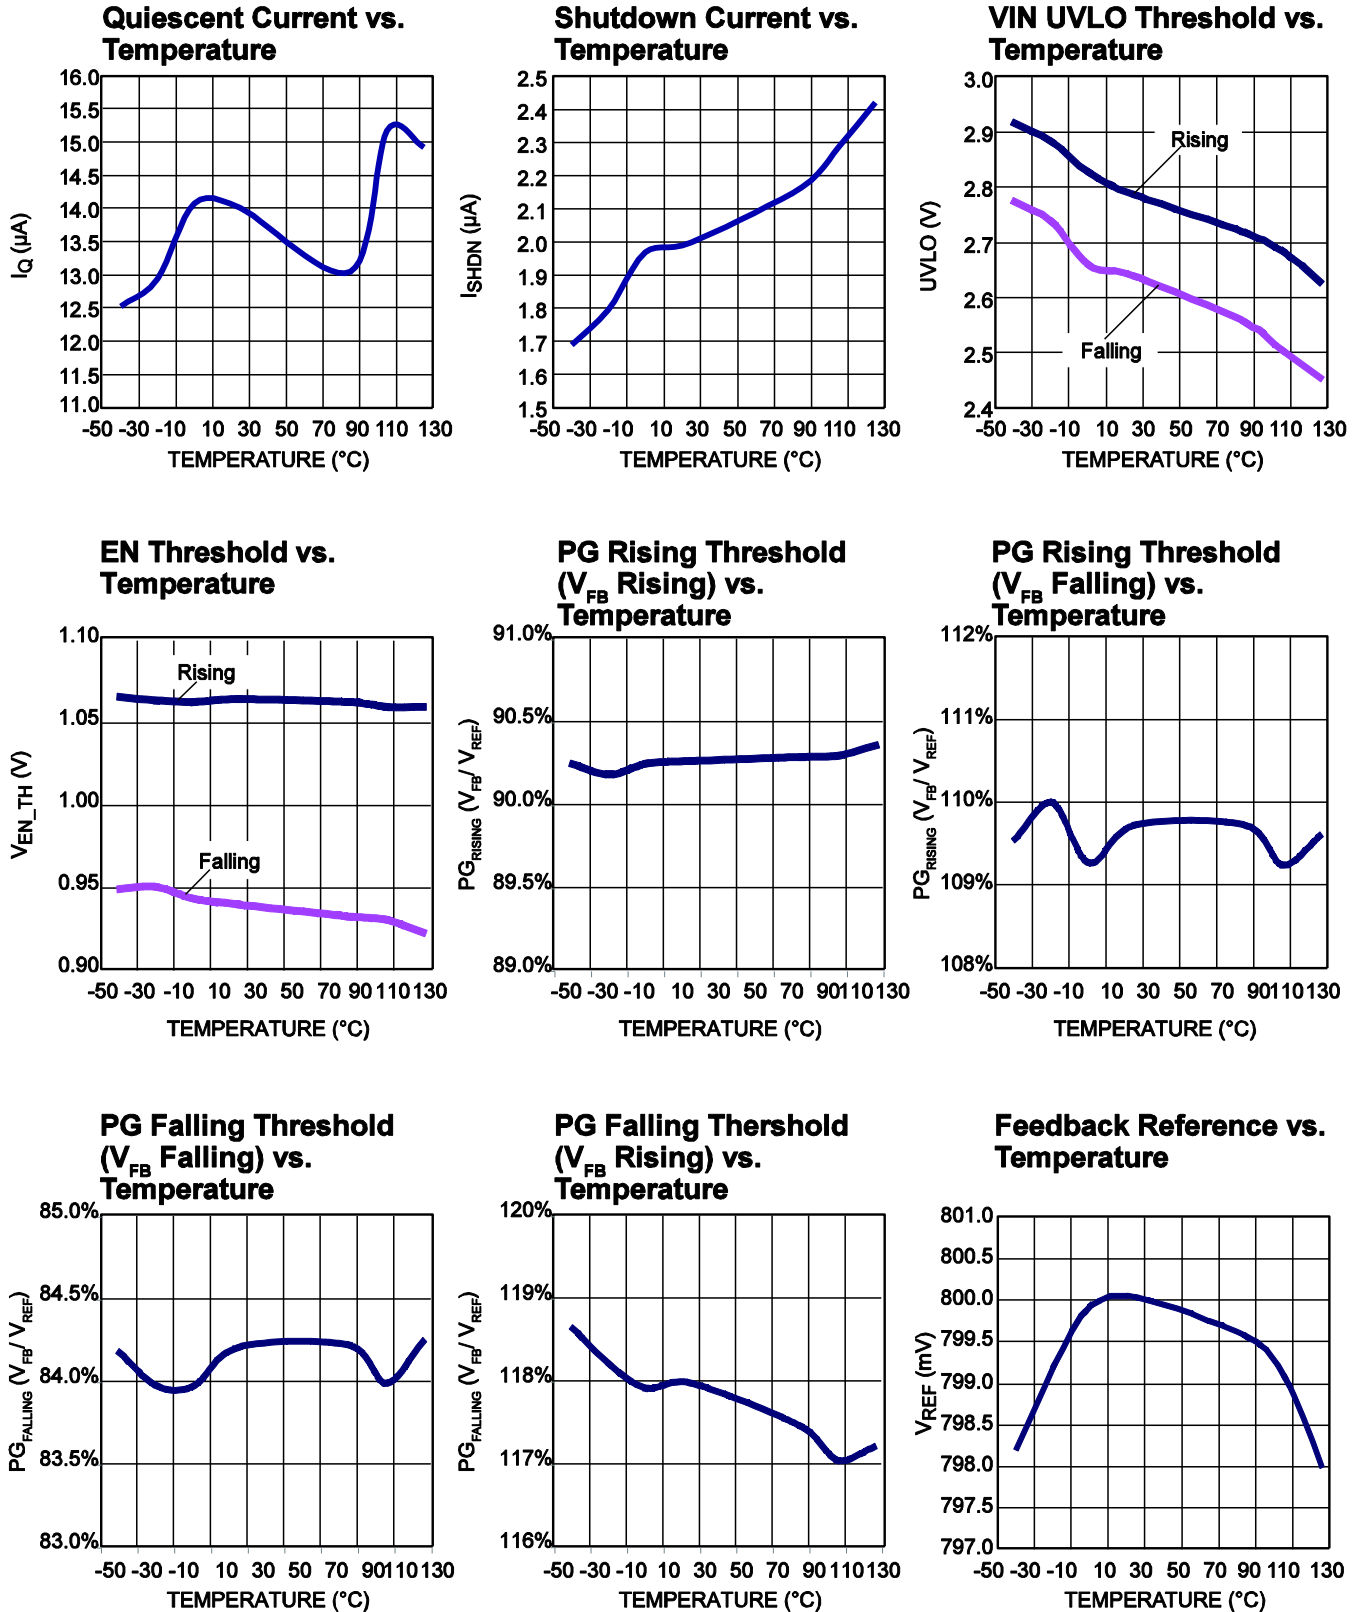 Quiescent Current vs.
Temperature
16.0
15.5
15.0
14.5
14.0
13.5
13.0
12.5
12.0
11.5
11.0
IQ (µA)
-50 -30 -10 10 30 50 70 90 110 130
TEMPERATURE (°C)
Shutdown Current vs.
Temperature
2.5
2.4
2.3
2.2
2.1
2.0
1.9
1.8
1.7
1.6
1.5
ISHDN (µA)
-50 -30 -10 10 30 50 70 90 110 130
TEMPERATURE (°C)
VIN UVLO Threshold vs.
Temperature
3.0
2.9
2.8
2.7
2.6
2.5
2.4
UVLO (V)
Rising
Falling
-50 -30 -10 10 30 50 70 90 110 130
TEMPERATURE (°C)
EN Threshold vs.
Temperature
1.10
1.05
1.00
0.95
0.90
VEN_TH (V)
Rising
Falling
-50 -30 -10 10 30 50 70 90 110 130
TEMPERATURE (°C)
PG Rising Threshold
(VFB Rising) vs.
Temperature
91.0%
90.5%
90.0%
89.5%
89.0%
PGRISING (VFB/ VREF)
-50 -30 -10 10 30 50 70 90110 130
TEMPERATURE (°C)
PG Rising Threshold
(VFB Falling) vs.
Temperature
112%
111%
110%
109%
108%
PGRISING (VFB/ VREF)
-50 -30 -10 10 30 50 70 90110 130
TEMPERATURE (°C)
PG Falling Threshold
(VFB Falling) vs.
Temperature
85.0%
84.5%
84.0%
83.5%
83.0%
PGFALLING (VFB/ VREF)
-50 -30 -10 10 30 50 70 90110 130
TEMPERATURE (°C)
PG Falling Thershold
(VFB Rising) vs.
Temperature
120%
119%
118%
117%
116%
PGFALLING (VFB/ VREF)
-50 -30 -10 10 30 50 70 90 110 130
TEMPERATURE (°C)
Feedback Reference vs.
Temperature
801.0
800.5
800.0
799.5
799.0
798.5
798.0
797.5
797.0
VREF (mV)
-50 -30 -10 10 30 50 70 90 110 130
TEMPERATURE (°C)